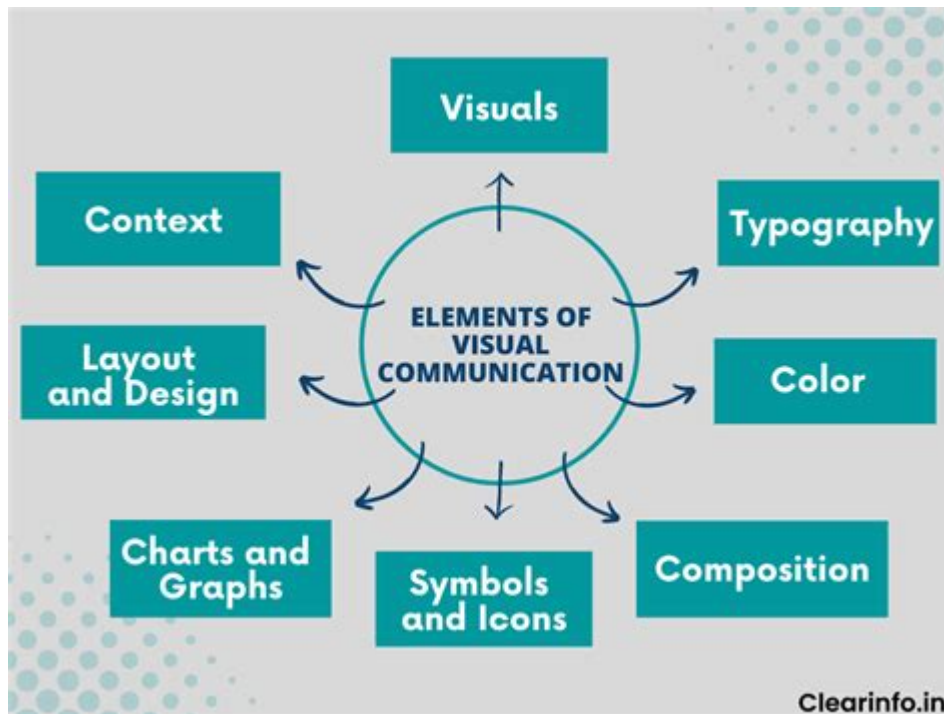 Visuals
Context
Typography
ELEMENTS OF
VISUAL
COMMUNICATION
Layout
and Design
Color
Charts and
Graphs
Symbols
and Icons
Composition
Clearinfo.in